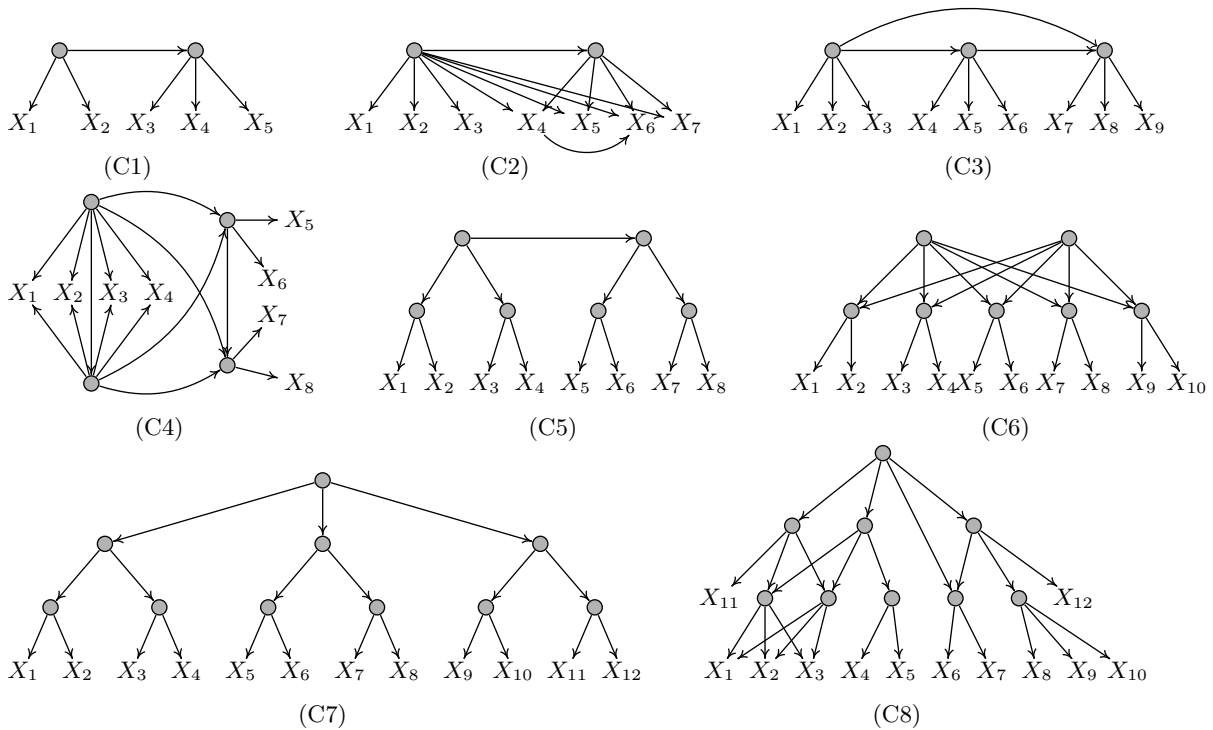 X1 X2 X3 X4 X5
(C1)
X1 X2 X3 X4 X5 X6 X7
(C2)
X1 X2 X3 X4 X5 X6 X7 X8 X9
(C3)
X1 X2 X3 X4 X5
X6
X7
X8
(C4)
X1 X2 X3 X4 X5 X6 X7 X8
(C5)
X1 X2 X3 X4 X5 X6 X7 X8 X9 X10
(C6)
X1 X2 X3 X4 X5 X6 X7 X8 X9 X10 X11 X12
(C7)
X11 X12
X1 X2 X3 X4 X5 X6 X7 X8 X9 X10
(C8)